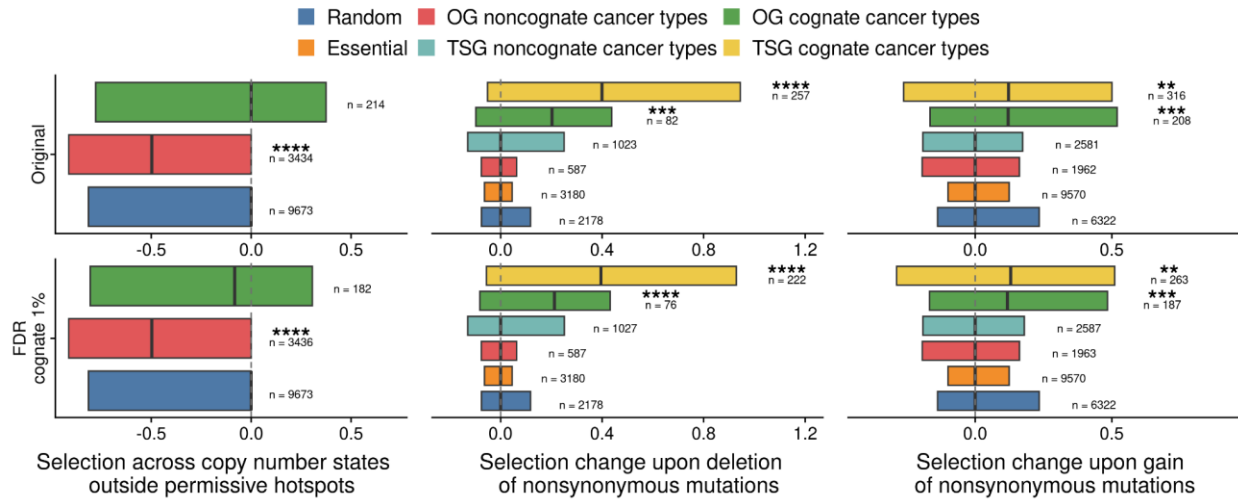 Random OG noncognate cancer types OG cognate cancer types
Essential TSG noncognate cancer types TSG cognate cancer types
Original
n = 214
****
n = 3434
n = 9673
-0.5 0.0 0.5
****
n = 257
***
n = 82
n = 1023
n = 587
n = 3180
n = 2178
0.0 0.4 0.8 1.2
**
n = 316
***
n = 208
n = 2581
n = 1962
n = 9570
n = 6322
0.0 0.5
FDR
cognate 1%
n = 182
****
n = 3436
n = 9673
-0.5 0.0 0.5
Selection across copy number states
outside permissive hotspots
****
n = 222
****
n = 76
n = 1027
n = 587
n = 3180
n = 2178
0.0 0.4 0.8 1.2
Selection change upon deletion
of nonsynonymous mutations
**
n = 263
***
n = 187
n = 2587
n = 1963
n = 9570
n = 6322
0.0 0.5
Selection change upon gain
of nonsynonymous mutations